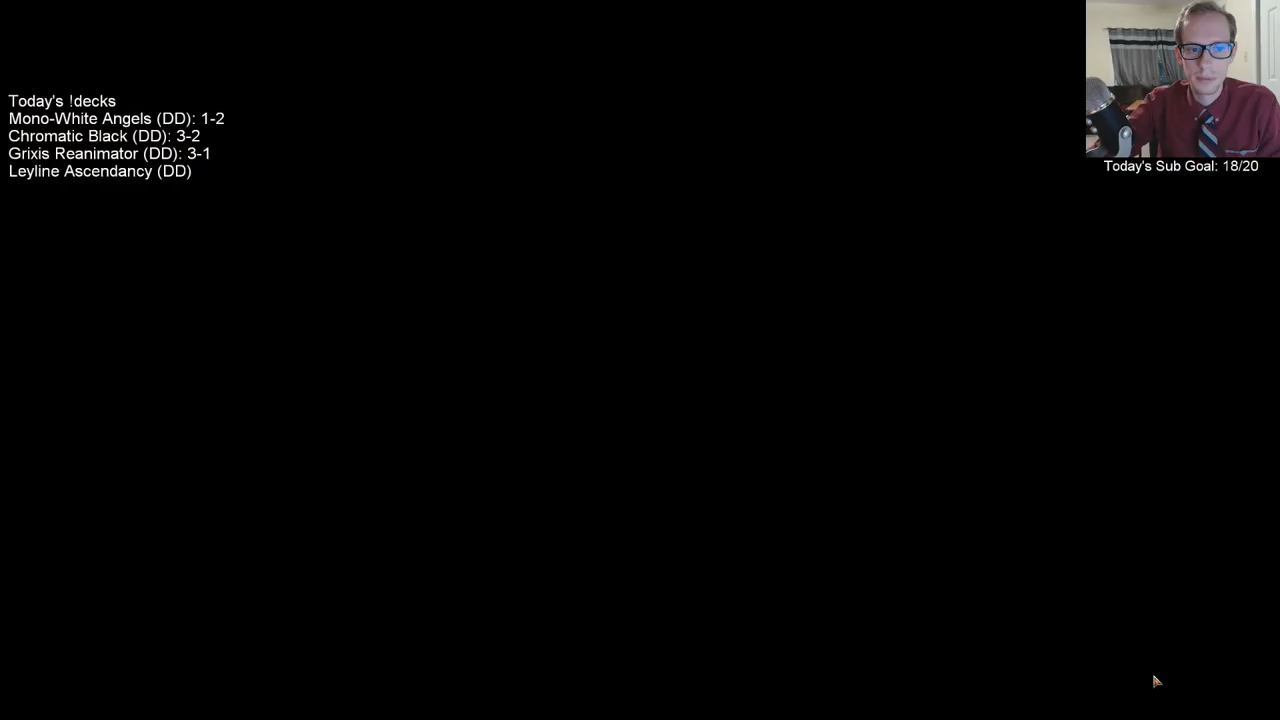 Today's !decks
Mono-White Angels (DD): 1-2
Chromatic Black (DD): 3-2
Grixis Reanimator (DD): 3-1
Leyline Ascendancy (DD)
Today's Sub Goal: 18/20